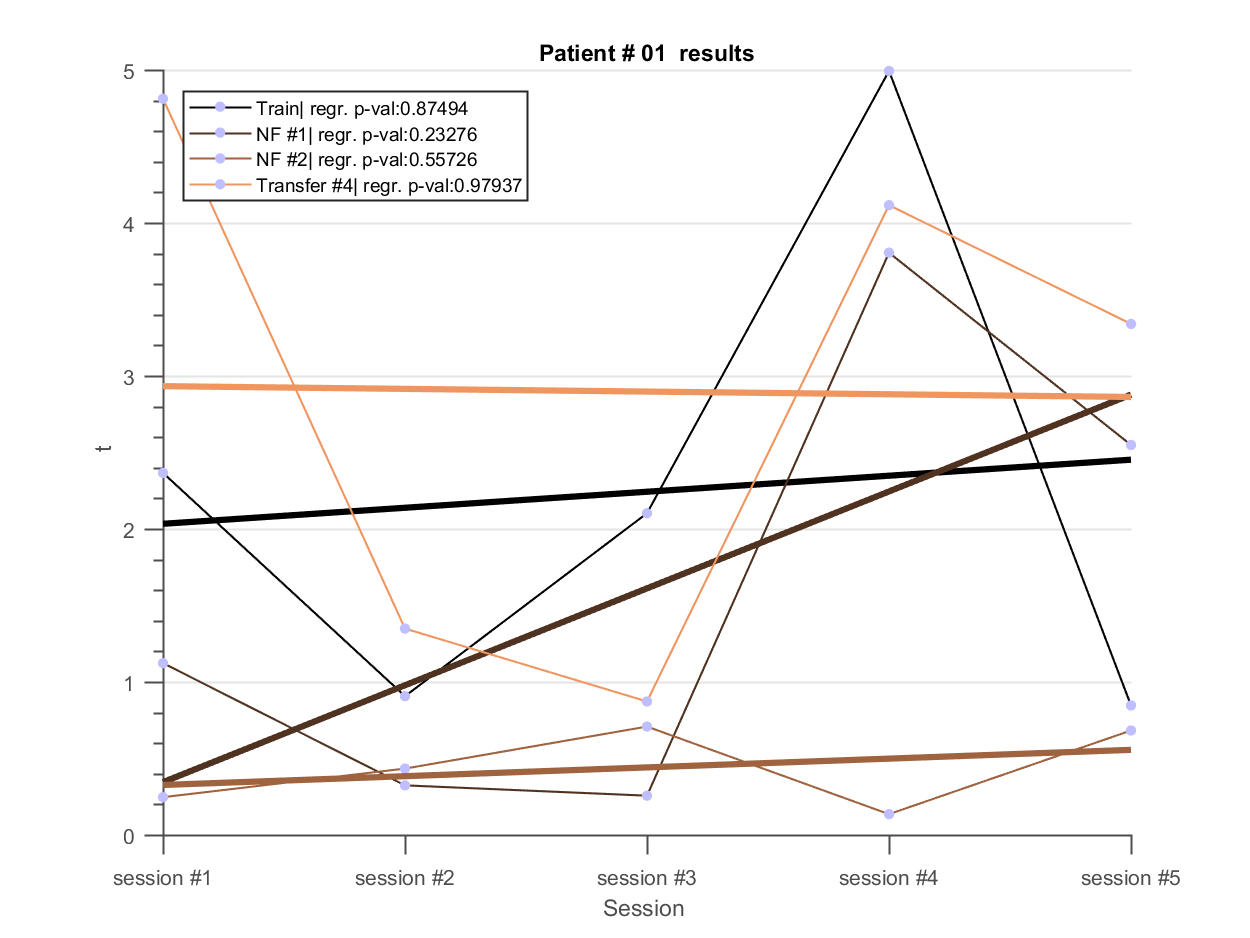 Patient # 01  results
5
4
3
2
1
0
t
Train| regr. p-val:0.87494
NF #1| regr. p-val:0.23276
NF #2| regr. p-val:0.55726
Transfer #4| regr. p-val:0.97937
session #1
session #2
session #3
session #4
session #5
Session